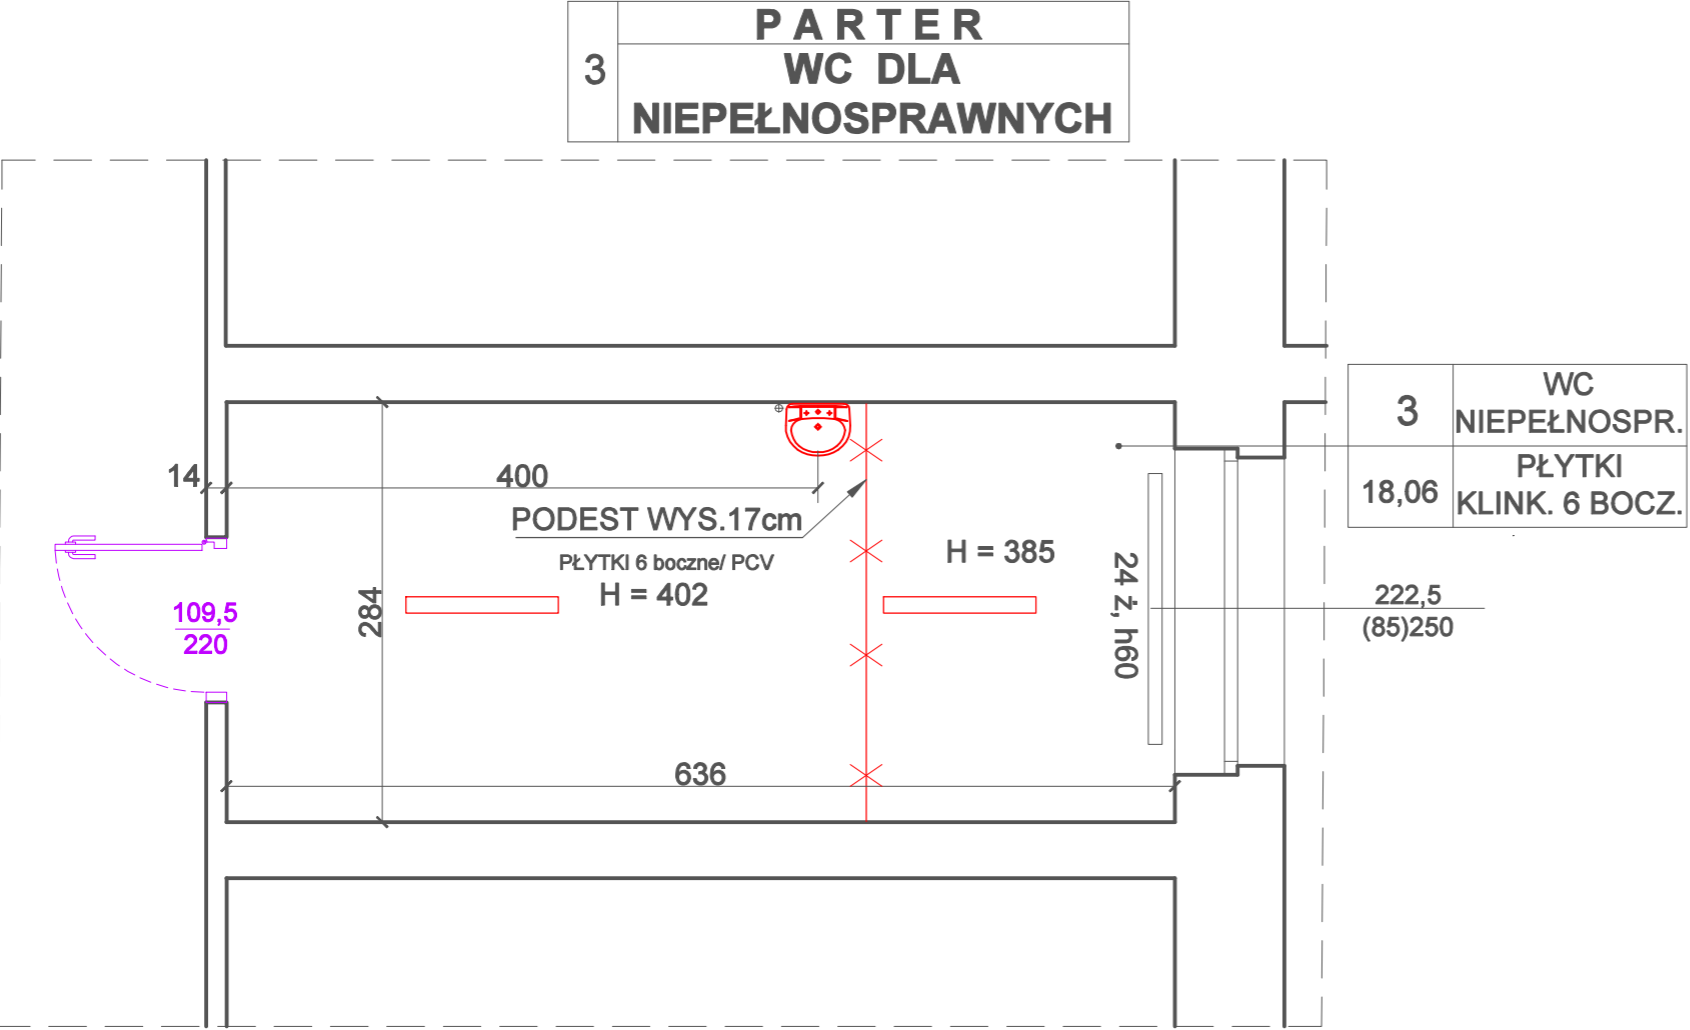 PARTER
3
WC DLA
NIEPEŁNOSPRAWNYCH
3
WC
NIEPEŁNOSPR.
18,06
PŁYTKI
KLINK. 6 BOCZ.
14
400
PODEST WYS.17cm
PŁYTKI 6 boczne/ PCV
H = 402
H = 385
24 ż, h60
222,5
(85)250
109,5
220
284
636